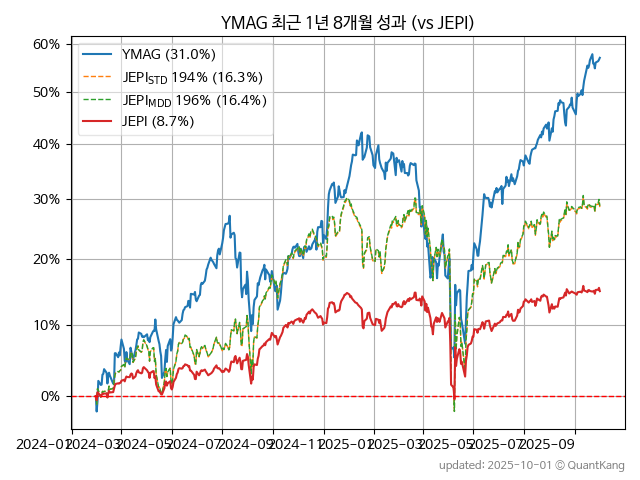 YMAG 최근 1년 8개월 성과 (vs JEPI)
60%
50%
40%
30%
20%
10%
0%
YMAG (31.0%)
JEPI_STD 194% (16.3%)
JEPI_MDD 196% (16.4%)
JEPI (8.7%)
2024-01 2024-03 2024-05 2024-07 2024-09 2024-11 2025-01 2025-03 2025-05 2025-07 2025-09
updated: 2025-10-01 © QuantKang